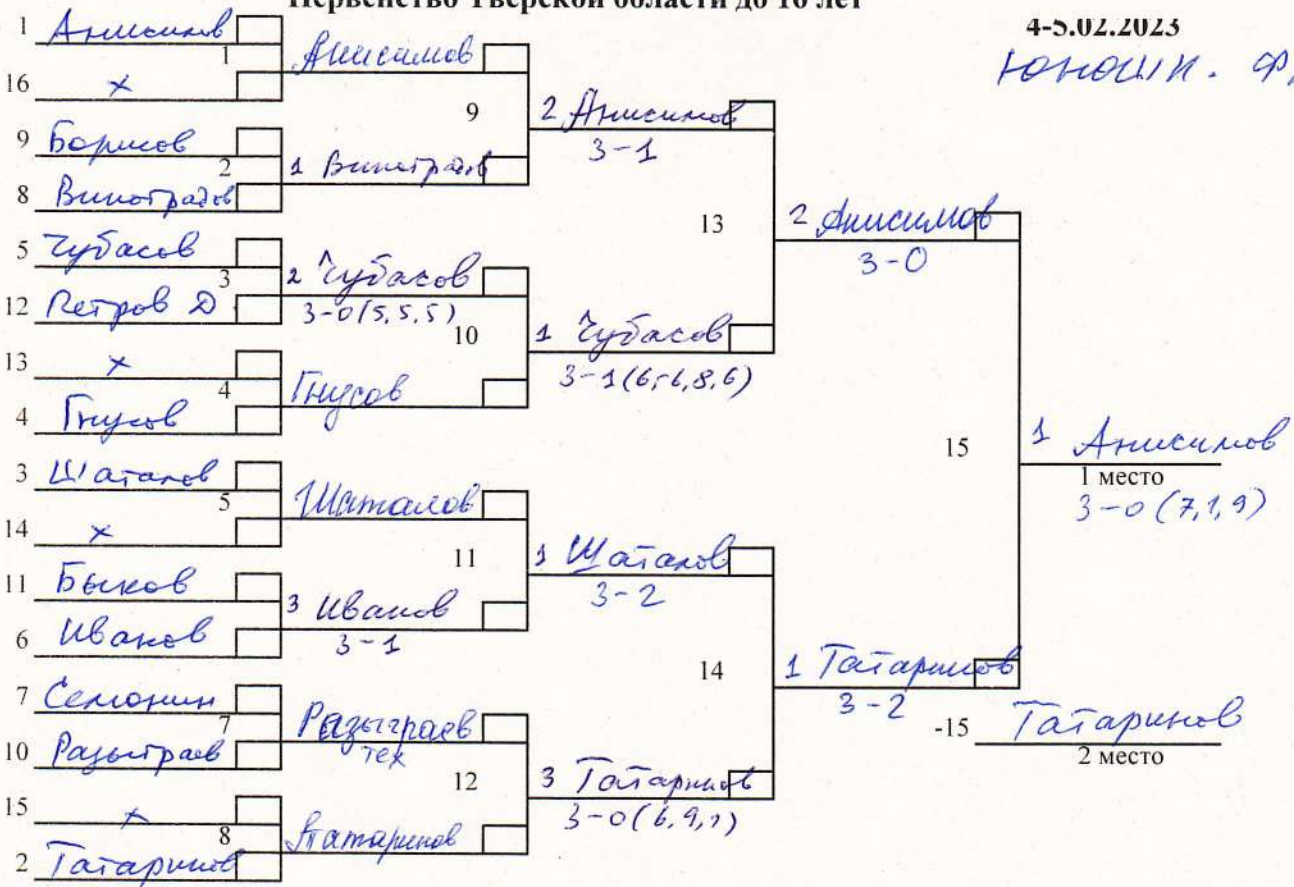 Первенство Тверской области до 16 лет
4-5.02.2023
юноши.
1 Анисимов
1
Анисимов
16 x
9
2 Анисимов
3-1
9 Борисов
2
1 Виноградов
8 Виноградов
13
2 Анисимов
3-0
5 Чубасов
3
2 Чубасов
3-0 (5,5,5)
12 Петров Д
10
1 Чубасов
3-1 (6,-6,8,6)
13 x
4
Гнусов
4 Гнусов
15
1 Анисимов
1 место
3-0 (7,1,9)
3 Шаталов
5
Шаталов
14 x
11
1 Шаталов
3-2
11 Быков
3 Иванов
3-1
6 Иванов
14
1 Татаринов
3-2
-15 Татаринов
2 место
7 Семонин
7
Разыграев
тех
10 Разыграев
12
3 Татаринов
3-0 (6,9,7)
15 x
8
Татаринов
2 Татаринов